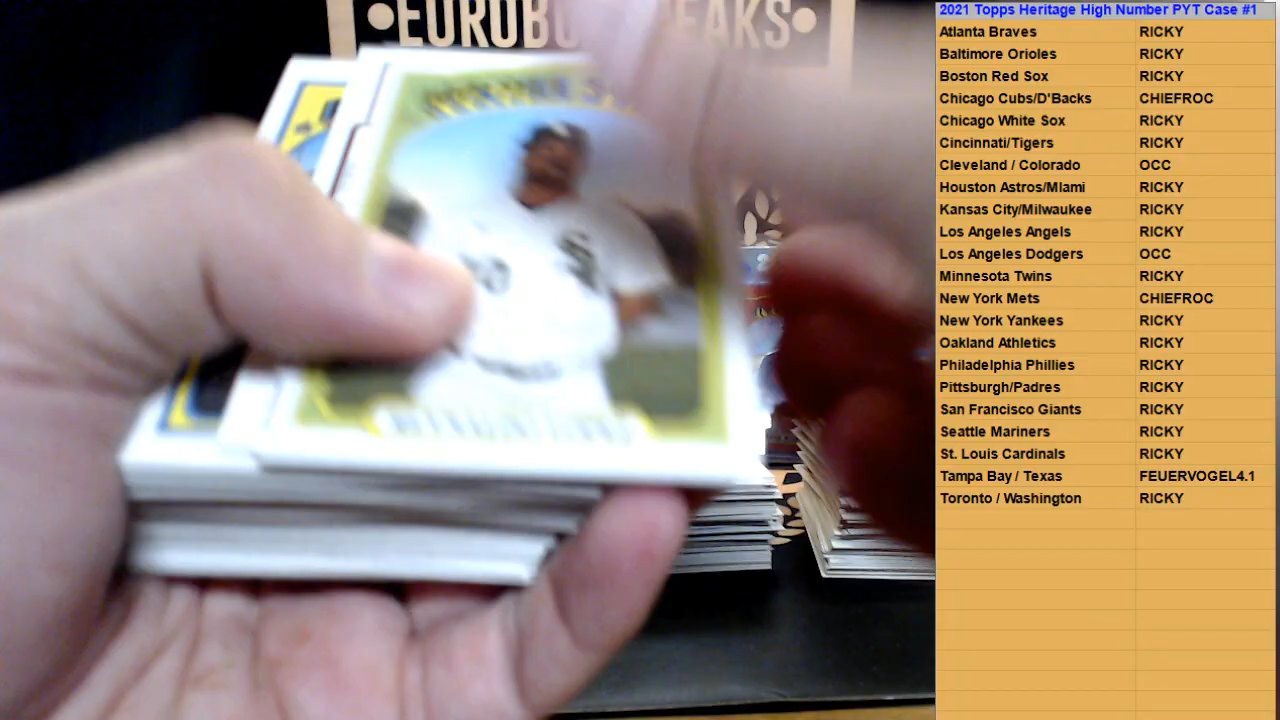 EUROBO EAKS
2021 Topps Heritage High Number PYT Case #1
Atlanta Braves RICKY
Baltimore Orioles RICKY
Boston Red Sox RICKY
Chicago Cubs/D'Backs CHIEFROC
Chicago White Sox RICKY
Cincinnati/Tigers RICKY
Cleveland / Colorado OCC
Houston Astros/Miami RICKY
Kansas City/Milwaukee RICKY
Los Angeles Angels RICKY
Los Angeles Dodgers OCC
Minnesota Twins RICKY
New York Mets CHIEFROC
New York Yankees RICKY
Oakland Athletics RICKY
Philadelphia Phillies RICKY
Pittsburgh/Padres RICKY
San Francisco Giants RICKY
Seattle Mariners RICKY
St. Louis Cardinals RICKY
Tampa Bay / Texas FEUERVOGEL4.1
Toronto / Washington RICKY